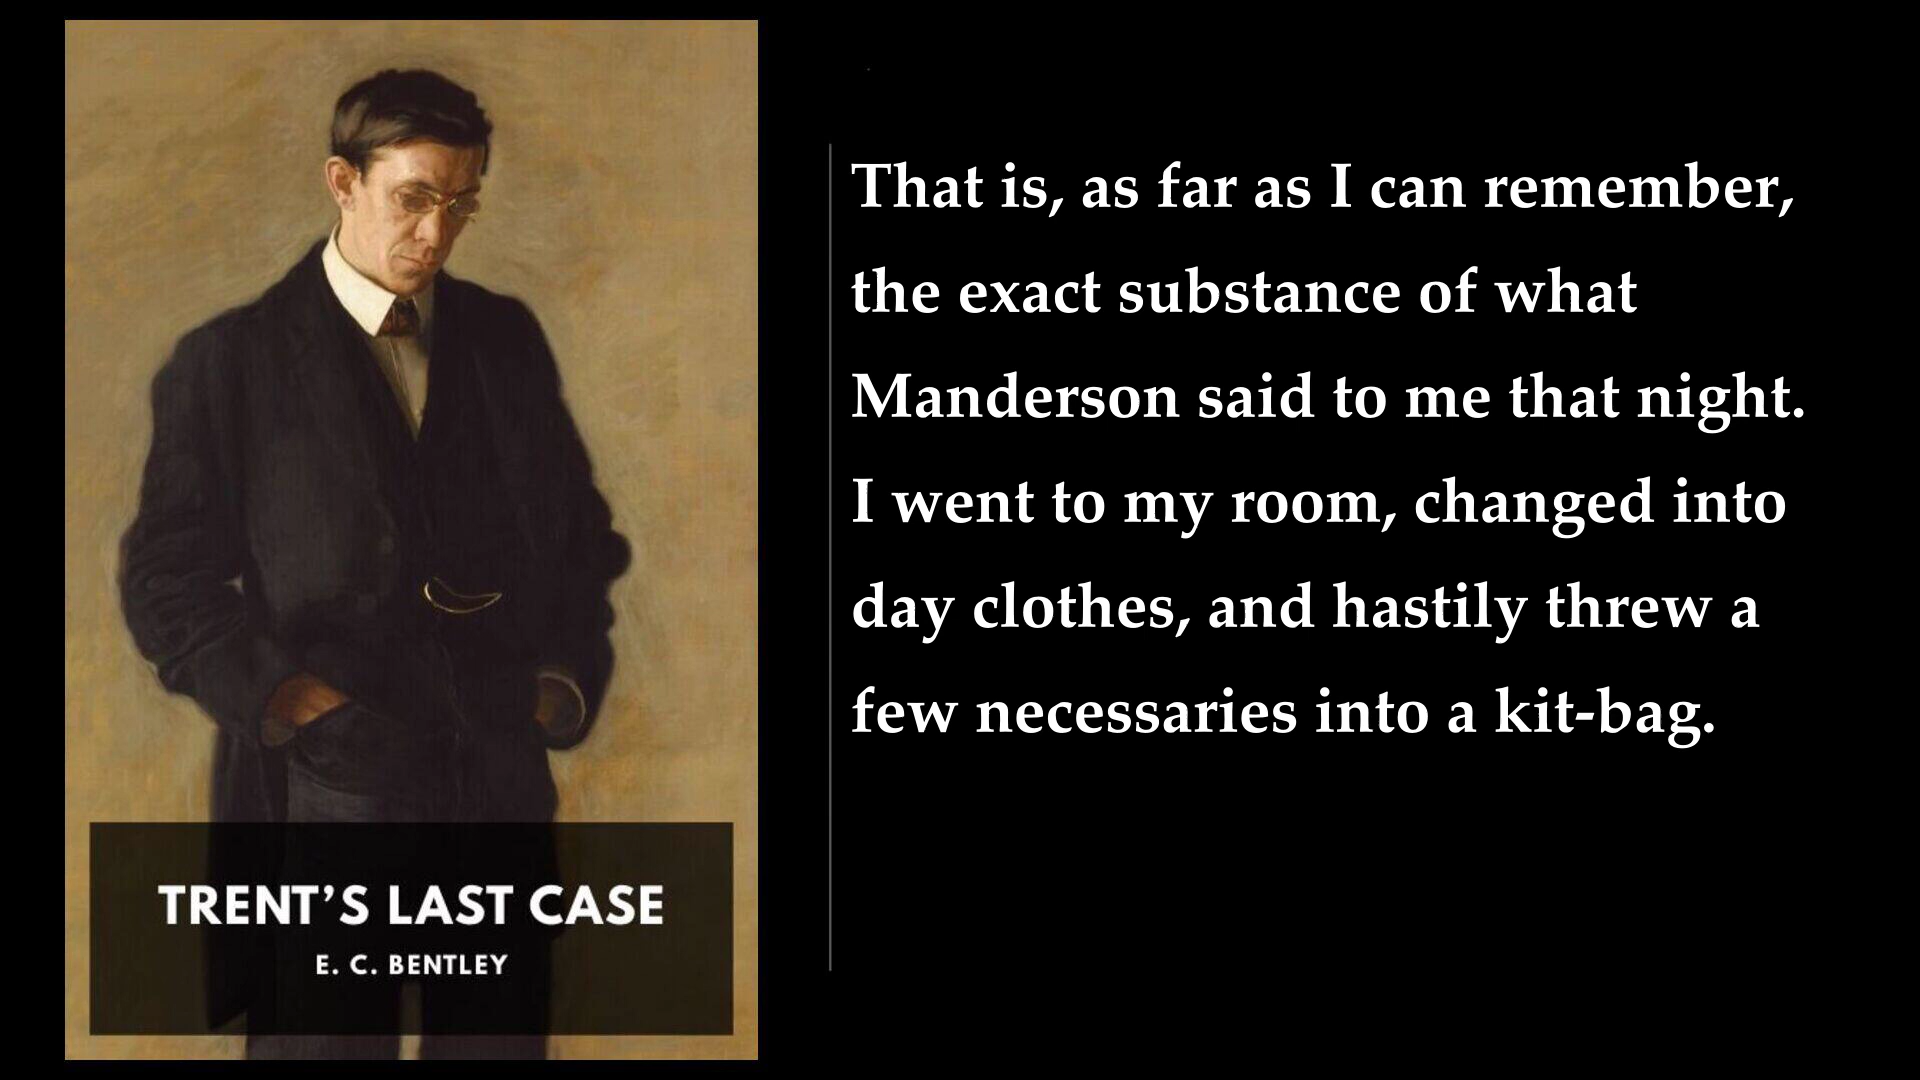 That is, as far as I can remember,
the exact substance of what
Manderson said to me that night.
I went to my room, changed into
day clothes, and hastily threw a
few necessaries into a kit-bag.
TRENT’S LAST CASE
E. C. BENTLEY